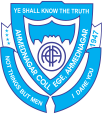 YE SHALL KNOW THE TRUTH
AHMEDNAGAR COLLEGE, AHMEDNAGAR
1947
NOT THINGS BUT MEN
I DARE YOU